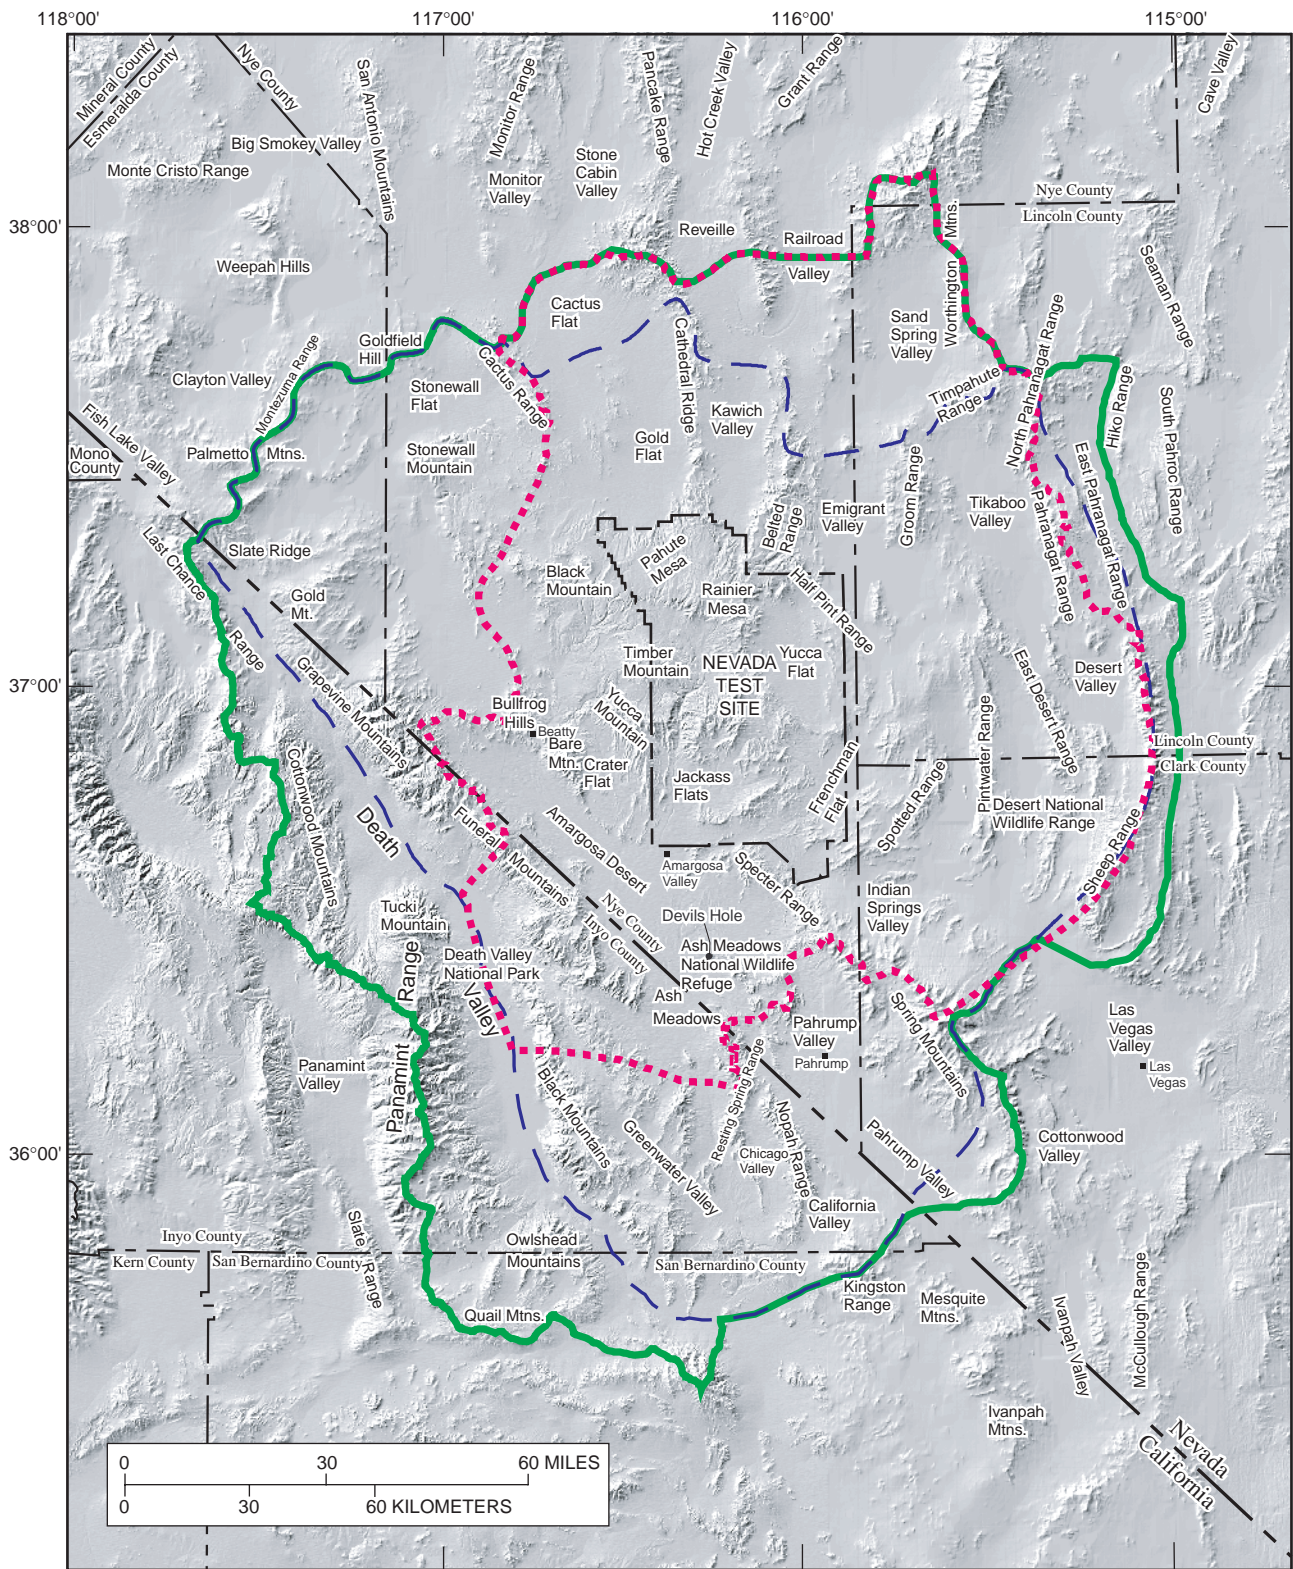 118°00'
117°00'
116°00'
115°00'
Mineral County
Esmeralda County
Nye County
San Antonio Mountains
Monitor Range
Pancake Range
Hot Creek Valley
Grant Range
Cave Valley
Big Smokey Valley
Monte Cristo Range
Stone
Cabin
Valley
Monitor
Valley
Nye County
Lincoln County
38°00'
Reveille
Railroad
Valley
Worthington Mtns.
Seaman Range
Weepah Hills
Cactus
Flat
Sand
Spring
Valley
Goldfield
Hill
Montezuma Range
Clayton Valley
Stonewall
Flat
Cactus Range
Cathedral Ridge
Kawich
Valley
Timpahute
Range
North Pahranagat Range
Hiko Range
South Pahroc Range
Fish Lake Valley
Mono
County
Palmetto Mtns.
Stonewall
Mountain
Gold
Flat
Groom Range
East Pahranagat Range
Pahranagat Range
Tikaboo
Valley
Emigrant
Valley
Belted
Range
Last Chance
Range
Slate Ridge
Gold
Mt.
Black
Mountain
Pahute
Mesa
Rainier
Mesa
Half Pint Range
Timber
Mountain
NEVADA
TEST
SITE
Yucca
Flat
East Desert Range
Desert
Valley
37°00'
Grapevine Mountains
Bullfrog
Hills
Beatty
Bare
Mtn.
Yucca
Mountain
Crater
Flat
Jackass
Flats
Frenchman
Flat
Spotted Range
Pintwater Range
Lincoln County
Clark County
Desert National
Wildlife Range
Sheep Range
Cottonwood Mountains
Death
Valley
Funeral Mountains
Amargosa Desert
Amargosa
Valley
Specter Range
Indian
Springs
Valley
Tucki
Mountain
Nye County
Inyo County
Devils Hole
Ash Meadows
National Wildlife
Refuge
Death Valley
National Park
Ash
Meadows
Panamint Range
Panamint
Valley
Pahrump
Valley
Pahrump
Spring Mountains
Las
Vegas
Valley
Las
Vegas
Black Mountains
Greenwater Valley
Resting Spring Range
Chicago
Valley
Nopah Range
Pahrump Valley
Cottonwood
Valley
36°00'
California
Valley
Inyo County
Kern County
San Bernardino County
Slate Range
Owlshead
Mountains
San Bernardino County
Quail Mtns.
Kingston
Range
Mesquite
Mtns.
Ivanpah Valley
McCullough Range
Ivanpah
Mtns.
Nevada
California
0 30 60 MILES
0 30 60 KILOMETERS